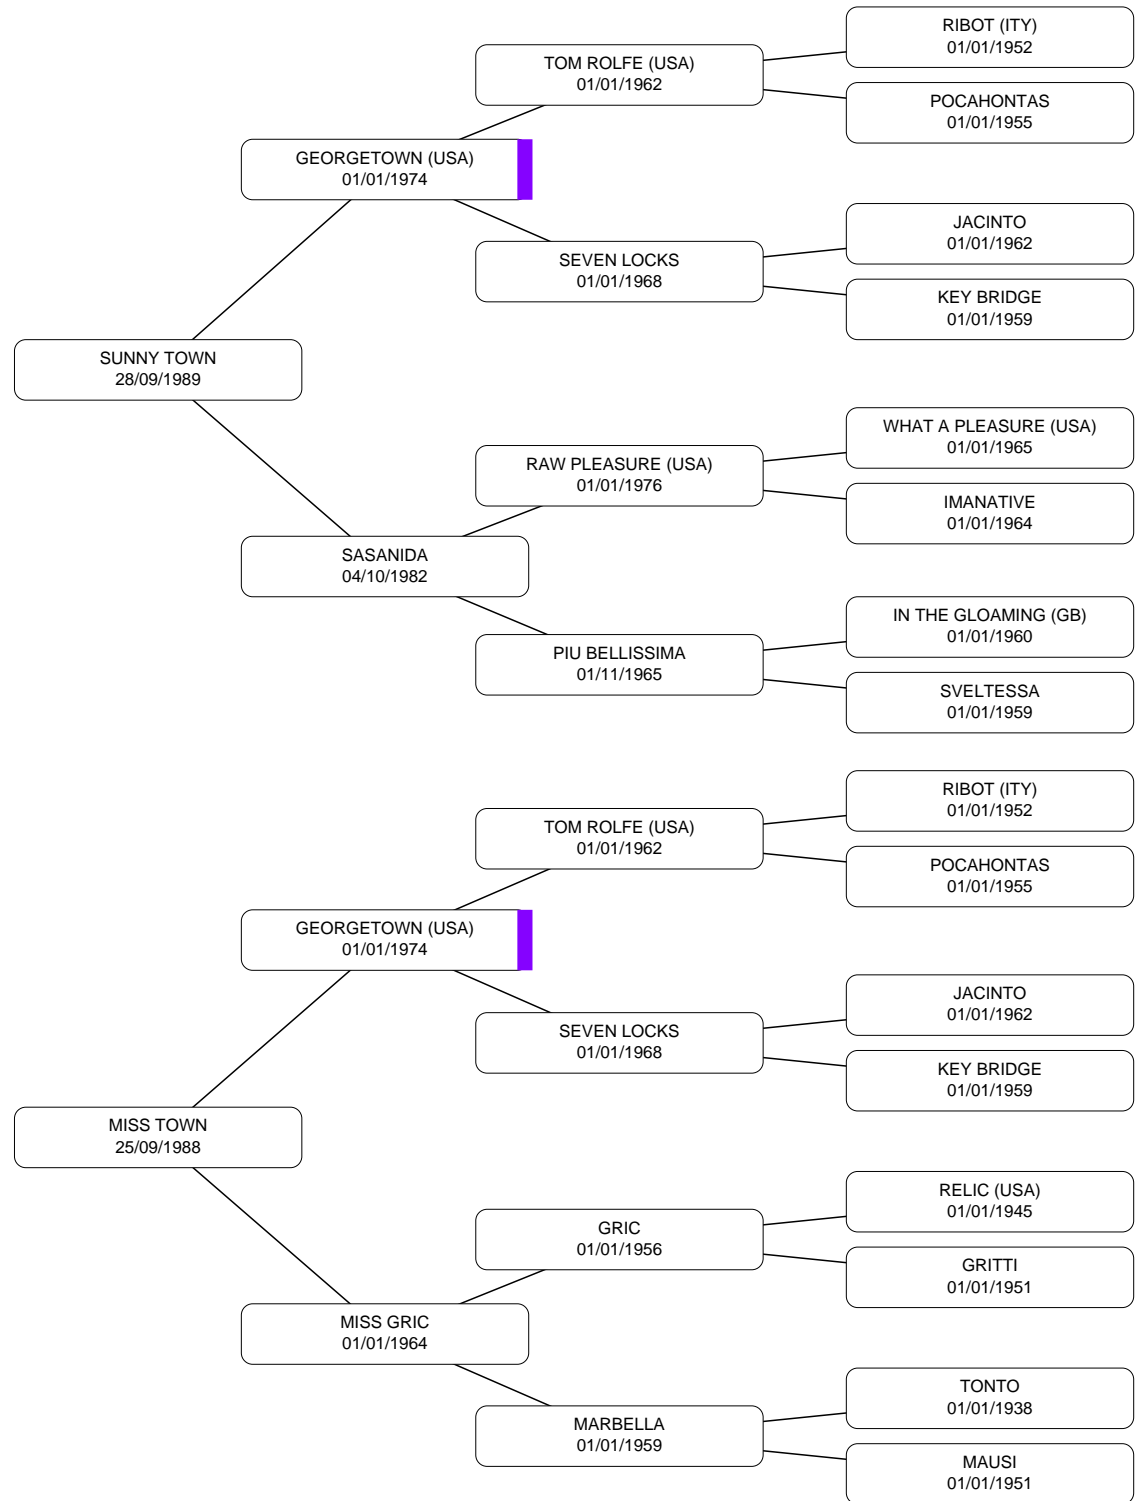 RIBOT (ITY)
01/01/1952
TOM ROLFE (USA)
01/01/1962
POCAHONTAS
01/01/1955
GEORGETOWN (USA)
01/01/1974
JACINTO
01/01/1962
SEVEN LOCKS
01/01/1968
KEY BRIDGE
01/01/1959
SUNNY TOWN
28/09/1989
WHAT A PLEASURE (USA)
01/01/1965
RAW PLEASURE (USA)
01/01/1976
IMANATIVE
01/01/1964
SASANIDA
04/10/1982
IN THE GLOAMING (GB)
01/01/1960
PIU BELLISSIMA
01/11/1965
SVELTESSA
01/01/1959
RIBOT (ITY)
01/01/1952
TOM ROLFE (USA)
01/01/1962
POCAHONTAS
01/01/1955
GEORGETOWN (USA)
01/01/1974
JACINTO
01/01/1962
SEVEN LOCKS
01/01/1968
KEY BRIDGE
01/01/1959
MISS TOWN
25/09/1988
RELIC (USA)
01/01/1945
GRIC
01/01/1956
GRITTI
01/01/1951
MISS GRIC
01/01/1964
TONTO
01/01/1938
MARBELLA
01/01/1959
MAUSI
01/01/1951